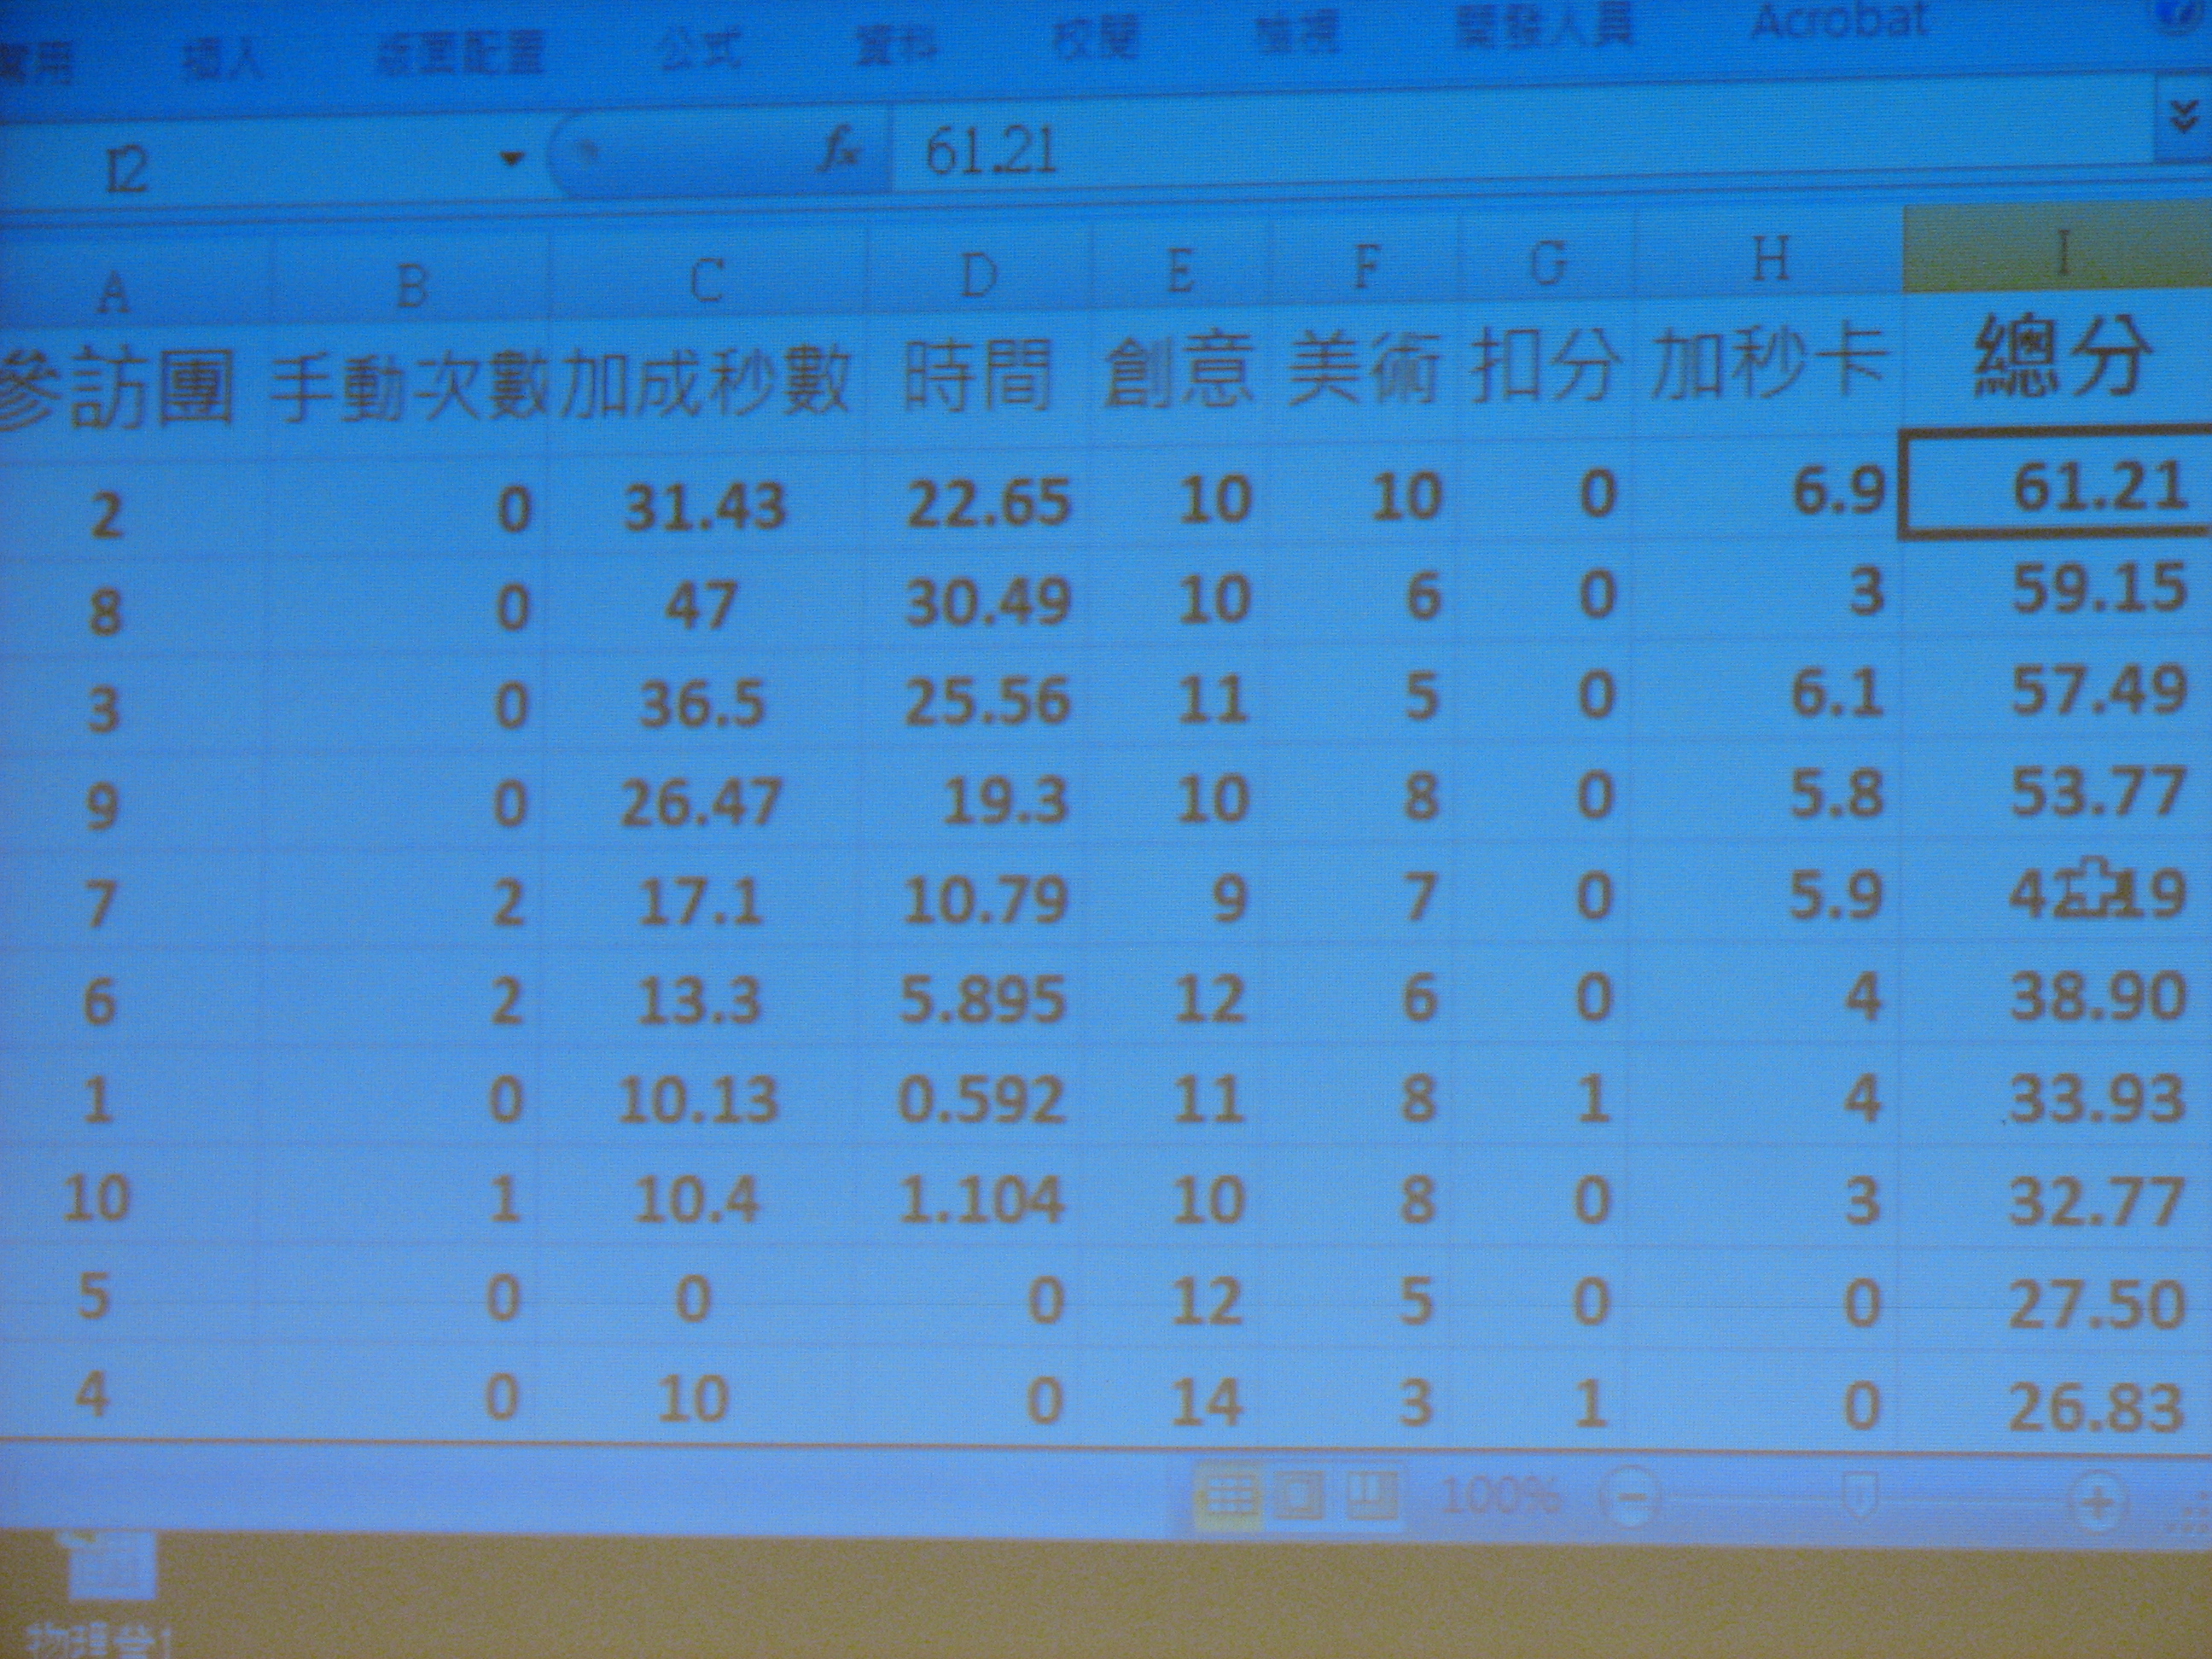 常用 插入 版面配置 公式 資料 校閱 檢視 開發人員 Acrobat
I2 fx 61.21
A B C D E F G H I
參訪團 手動次數 加成秒數 時間 創意 美術 扣分 加秒卡 總分
2 0 31.43 22.65 10 10 0 6.9 61.21
8 0 47 30.49 10 6 0 3 59.15
3 0 36.5 25.56 11 5 0 6.1 57.49
9 0 26.47 19.3 10 8 0 5.8 53.77
7 2 17.1 10.79 9 7 0 5.9
6 2 13.3 5.895 12 6 0 4 38.90
1 0 10.13 0.592 11 8 1 4 33.93
10 1 10.4 1.104 10 8 0 3 32.77
5 0 0 0 12 5 0 0 27.50
4 0 10 0 14 3 1 0 26.83
100%
物理營